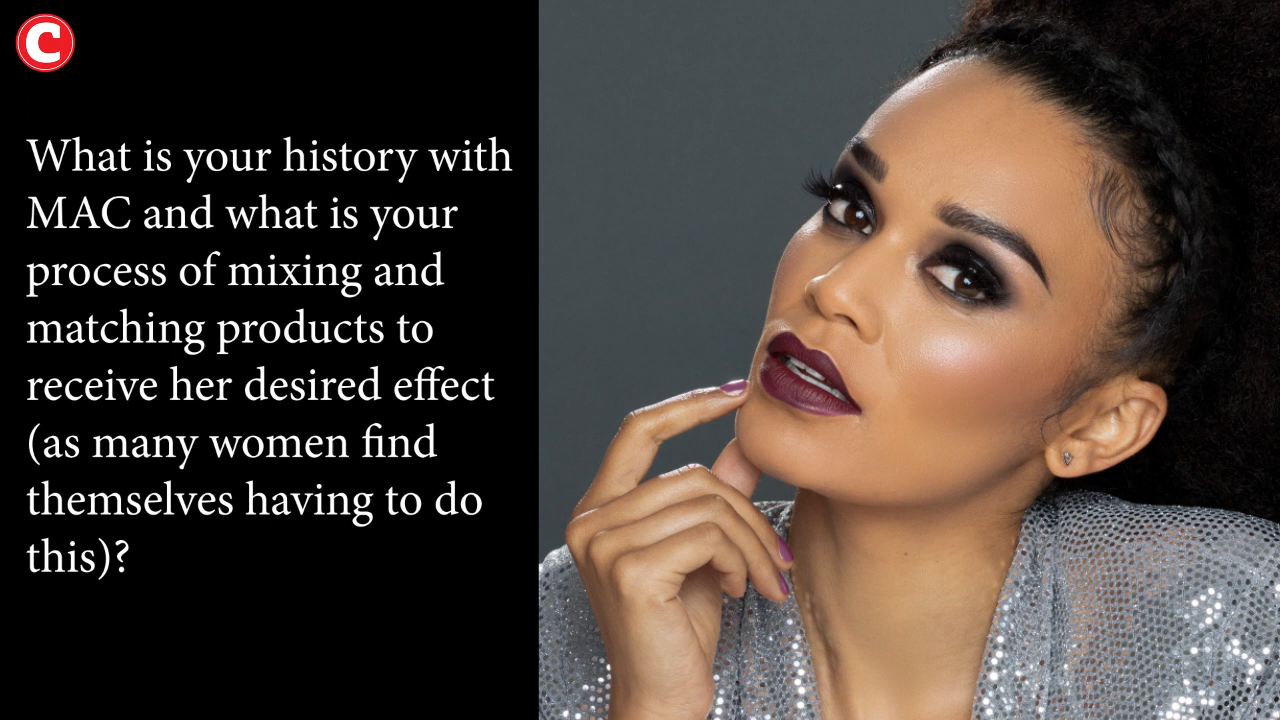 C
What is your history with
MAC and what is your
process of mixing and
matching products to
receive her desired effect
(as many women find
themselves having to do
this)?